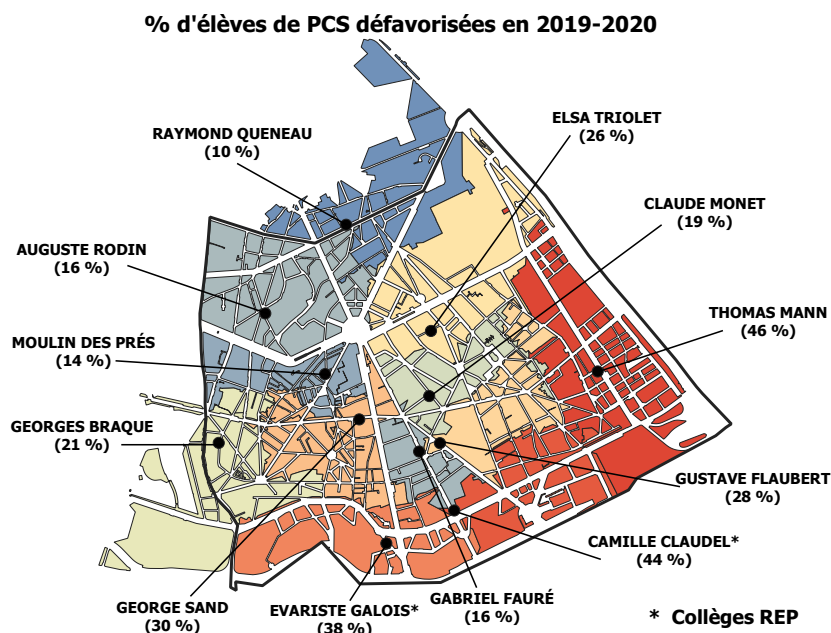 % d'élèves de PCS défavorisées en 2019-2020
RAYMOND QUENEAU
(10 %)
ELSA TRIOLET
(26 %)
CLAUDE MONET
(19 %)
AUGUSTE RODIN
(16 %)
THOMAS MANN
(46 %)
MOULIN DES PRÉS
(14 %)
GEORGES BRAQUE
(21 %)
GUSTAVE FLAUBERT
(28 %)
CAMILLE CLAUDEL*
(44 %)
GEORGE SAND
(30 %)
EVARISTE GALOIS*
(38 %)
GABRIEL FAURÉ
(16 %)
* Collèges REP